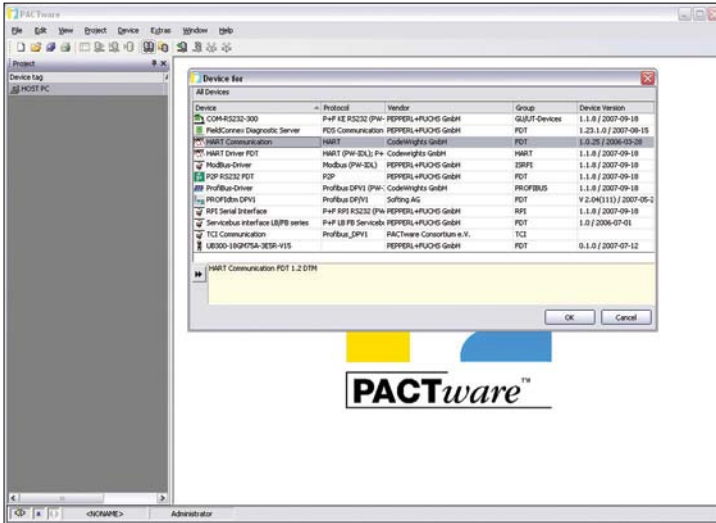 PACTware
File Edit View Project Device Extras Window Help
Project
Device tag
HOST PC
Device for
All Devices
Device Protocol Vendor Group Device Version
COM-RS232-300 P+F KE RS232 (PW- PEPPERL+FUCHS GmbH GLI/UT-Devices 1.1.8 / 2007-09-18
FieldConnex Diagnostic Server FDS Communication PEPPERL+FUCHS GmbH FDT 1.23.1.0 / 2007-08-15
HART Communication HART CodeWrights GmbH FDT 1.0.25 / 2006-03-28
HART Driver FDT HART (PW-IDL); P+ Codewrights GmbH HART 1.1.8 / 2007-09-18
ModBus-Driver Modbus (PW-IDL) PEPPERL+FUCHS GmbH ISRPI 1.1.8 / 2007-09-18
P2P RS232 FDT P2P PEPPERL+FUCHS GmbH FDT 1.1.8 / 2007-09-18
ProfiBus-Driver Profibus DPV1 (PW-: CodeWrights GmbH PROFIBUS 1.1.8 / 2007-09-18
PROFIdtm DPV1 Profibus DP/V1 Softing AG FDT V 2.04(111) / 2007-05-2
RPI Serial Interface P+F RPI RS232 (PW PEPPERL+FUCHS GmbH RPI 1.1.8 / 2007-09-18
Servicebus interface LB/FB series P+F LB FB Servicebu PEPPERL+FUCHS GmbH FDT 1.0 / 2006-07-01
TCI Communication Profibus_DPV1 PACTware Consortium e.V. TCI
UB300-18GM75A-3E5R-V15 PEPPERL+FUCHS GmbH FDT 0.1.0 / 2007-07-12
HART Communication FDT 1.2 DTM
OK Cancel
PACTware™
<NONAME> Administrator